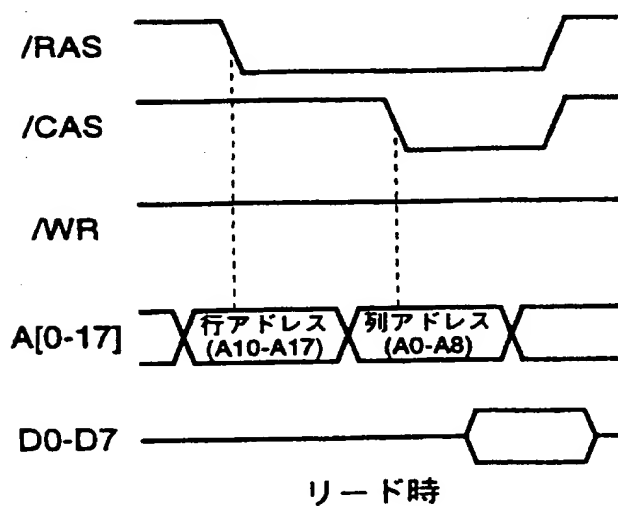 /RAS
/CAS
/WR
A[0-17]
行アドレス
(A10-A17)
列アドレス
(A0-A8)
D0-D7
リード時